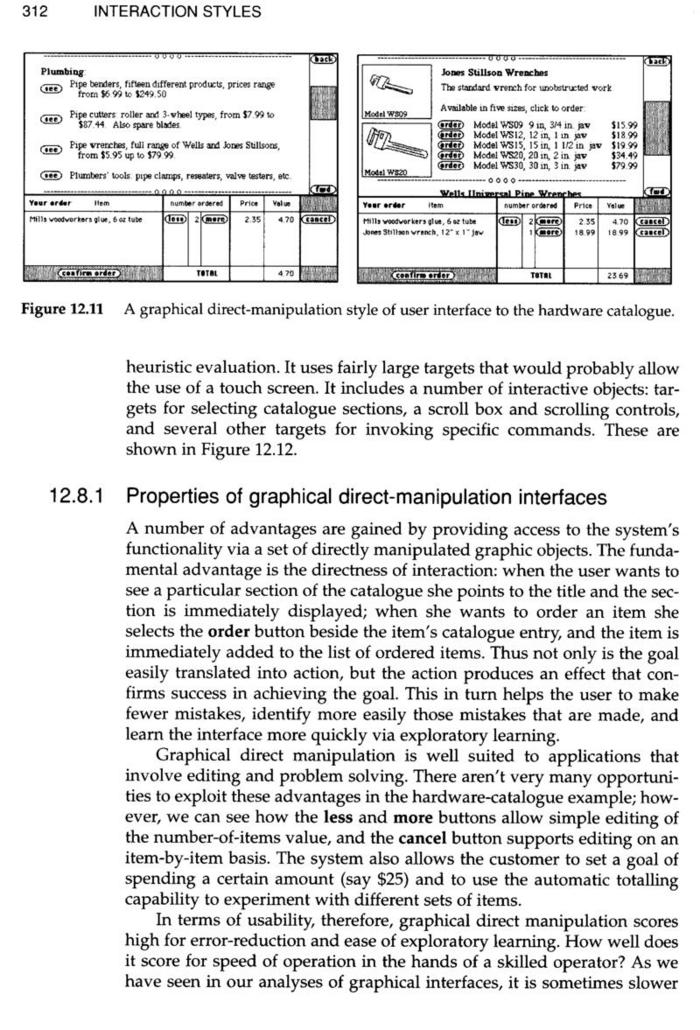 312 INTERACTION STYLES
back
Plumbing
see Pipe benders, fifteen different products, prices range
from $6.99 to $249.50
see Pipe cutters: roller and 3-wheel types, from $7.99 to
$87.44. Also spare blades
see Pipe wrenches, full range of Wells and Jones Stillsons,
from $5.95 up to $79.99
see Plumbers' tools: pipe clamps, reseaters, valve testers, etc.
Your order Item number ordered Price Value
Mills woodworkers glue, 6 oz tube less 2 more 2.35 4.70 cancel
confirm order TOTAL 4.70
back
Jones Stillson Wrenches
The standard wrench for unobstructed work
Available in five sizes, click to order:
Model WS09
order Model WS09 9 in, 3/4 in jaw $15.99
order Model WS12, 12 in, 1 in jaw $18.99
order Model WS15, 15 in, 1 1/2 in jaw $19.99
order Model WS20, 20 in, 2 in jaw $34.49
order Model WS30, 30 in, 3 in jaw $79.99
Model WS20
Wells Universal Pipe Wrenches
Your order Item number ordered Price Value
Mills woodworkers glue, 6 oz tube less 2 more 2.35 4.70 cancel
Jones Stillson wrench, 12" x 1" jaw 1 more 18.99 18.99 cancel
confirm order TOTAL 23.69
Figure 12.11 A graphical direct-manipulation style of user interface to the hardware catalogue.
heuristic evaluation. It uses fairly large targets that would probably allow
the use of a touch screen. It includes a number of interactive objects: tar-
gets for selecting catalogue sections, a scroll box and scrolling controls,
and several other targets for invoking specific commands. These are
shown in Figure 12.12.
12.8.1 Properties of graphical direct-manipulation interfaces
A number of advantages are gained by providing access to the system's
functionality via a set of directly manipulated graphic objects. The funda-
mental advantage is the directness of interaction: when the user wants to
see a particular section of the catalogue she points to the title and the sec-
tion is immediately displayed; when she wants to order an item she
selects the order button beside the item's catalogue entry, and the item is
immediately added to the list of ordered items. Thus not only is the goal
easily translated into action, but the action produces an effect that con-
firms success in achieving the goal. This in turn helps the user to make
fewer mistakes, identify more easily those mistakes that are made, and
learn the interface more quickly via exploratory learning.
Graphical direct manipulation is well suited to applications that
involve editing and problem solving. There aren't very many opportuni-
ties to exploit these advantages in the hardware-catalogue example; how-
ever, we can see how the less and more buttons allow simple editing of
the number-of-items value, and the cancel button supports editing on an
item-by-item basis. The system also allows the customer to set a goal of
spending a certain amount (say $25) and to use the automatic totalling
capability to experiment with different sets of items.
In terms of usability, therefore, graphical direct manipulation scores
high for error-reduction and ease of exploratory learning. How well does
it score for speed of operation in the hands of a skilled operator? As we
have seen in our analyses of graphical interfaces, it is sometimes slower